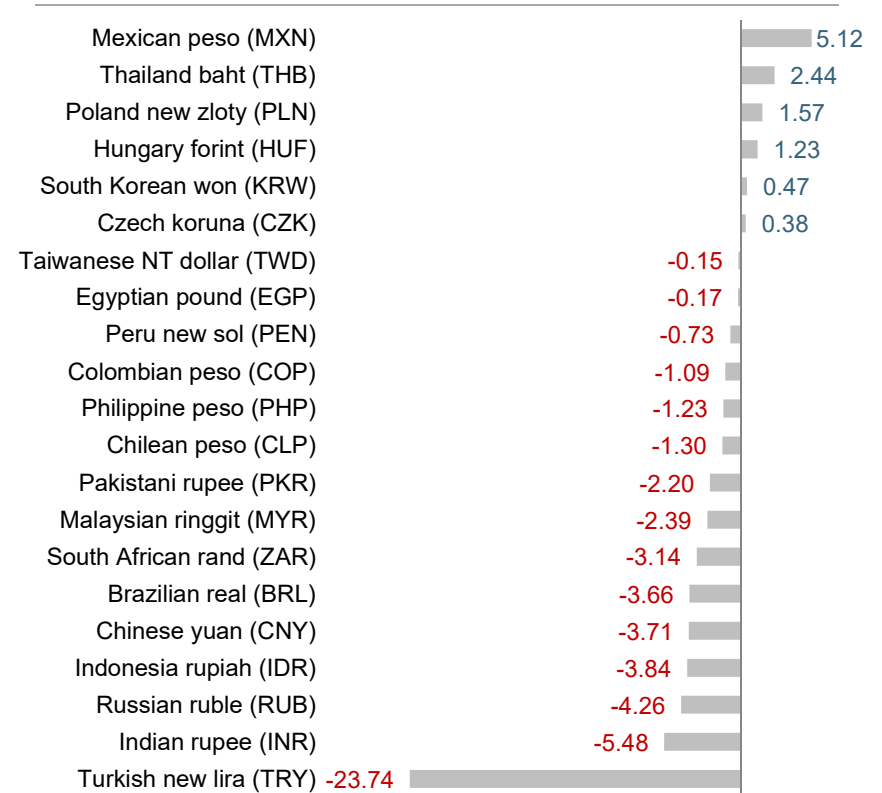 Mexican peso (MXN) 5.12
Thailand baht (THB) 2.44
Poland new zloty (PLN) 1.57
Hungary forint (HUF) 1.23
South Korean won (KRW) 0.47
Czech koruna (CZK) 0.38
Taiwanese NT dollar (TWD) -0.15
Egyptian pound (EGP) -0.17
Peru new sol (PEN) -0.73
Colombian peso (COP) -1.09
Philippine peso (PHP) -1.23
Chilean peso (CLP) -1.30
Pakistani rupee (PKR) -2.20
Malaysian ringgit (MYR) -2.39
South African rand (ZAR) -3.14
Brazilian real (BRL) -3.66
Chinese yuan (CNY) -3.71
Indonesia rupiah (IDR) -3.84
Russian ruble (RUB) -4.26
Indian rupee (INR) -5.48
Turkish new lira (TRY) -23.74